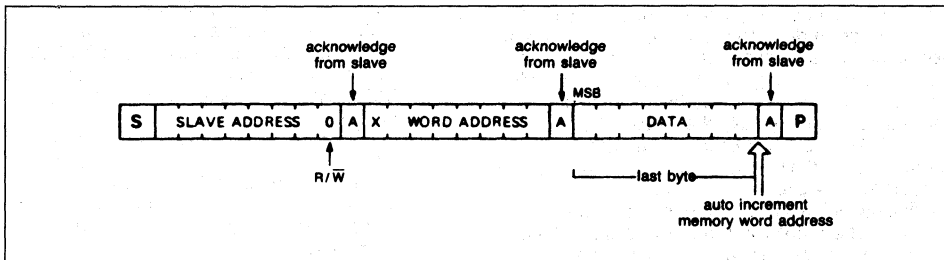 acknowledge
from slave
acknowledge
from slave
acknowledge
from slave
MSB
S SLAVE ADDRESS 0 A X WORD ADDRESS A DATA A P
R/W̅
last byte
auto increment
memory word address